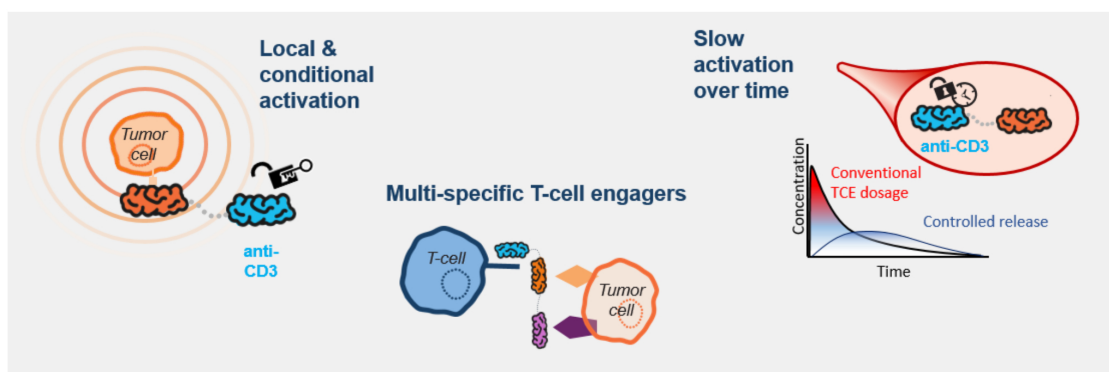 Local &
conditional
activation
Tumor
cell
anti-
CD3
Multi-specific T-cell engagers
T-cell
Tumor
cell
Slow
activation
over time
anti-CD3
Concentration
Conventional
TCE dosage
Controlled release
Time